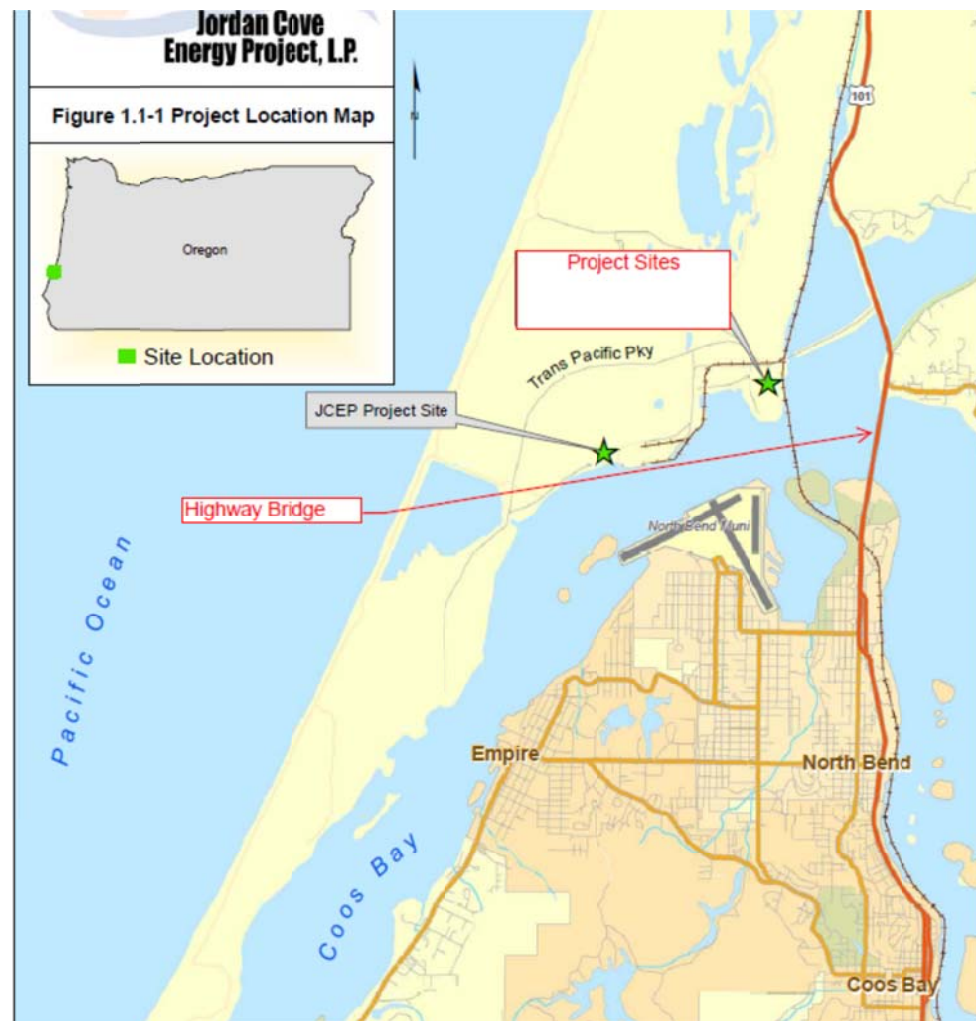 Jordan Cove
Energy Project, L.P.
Figure 1.1-1 Project Location Map
N
Oregon
Site Location
101
Project Sites
Trans Pacific Pky
JCEP Project Site
Highway Bridge
North Bend Muni
Pacific Ocean
Empire
North Bend
Coos Bay
Coos Bay